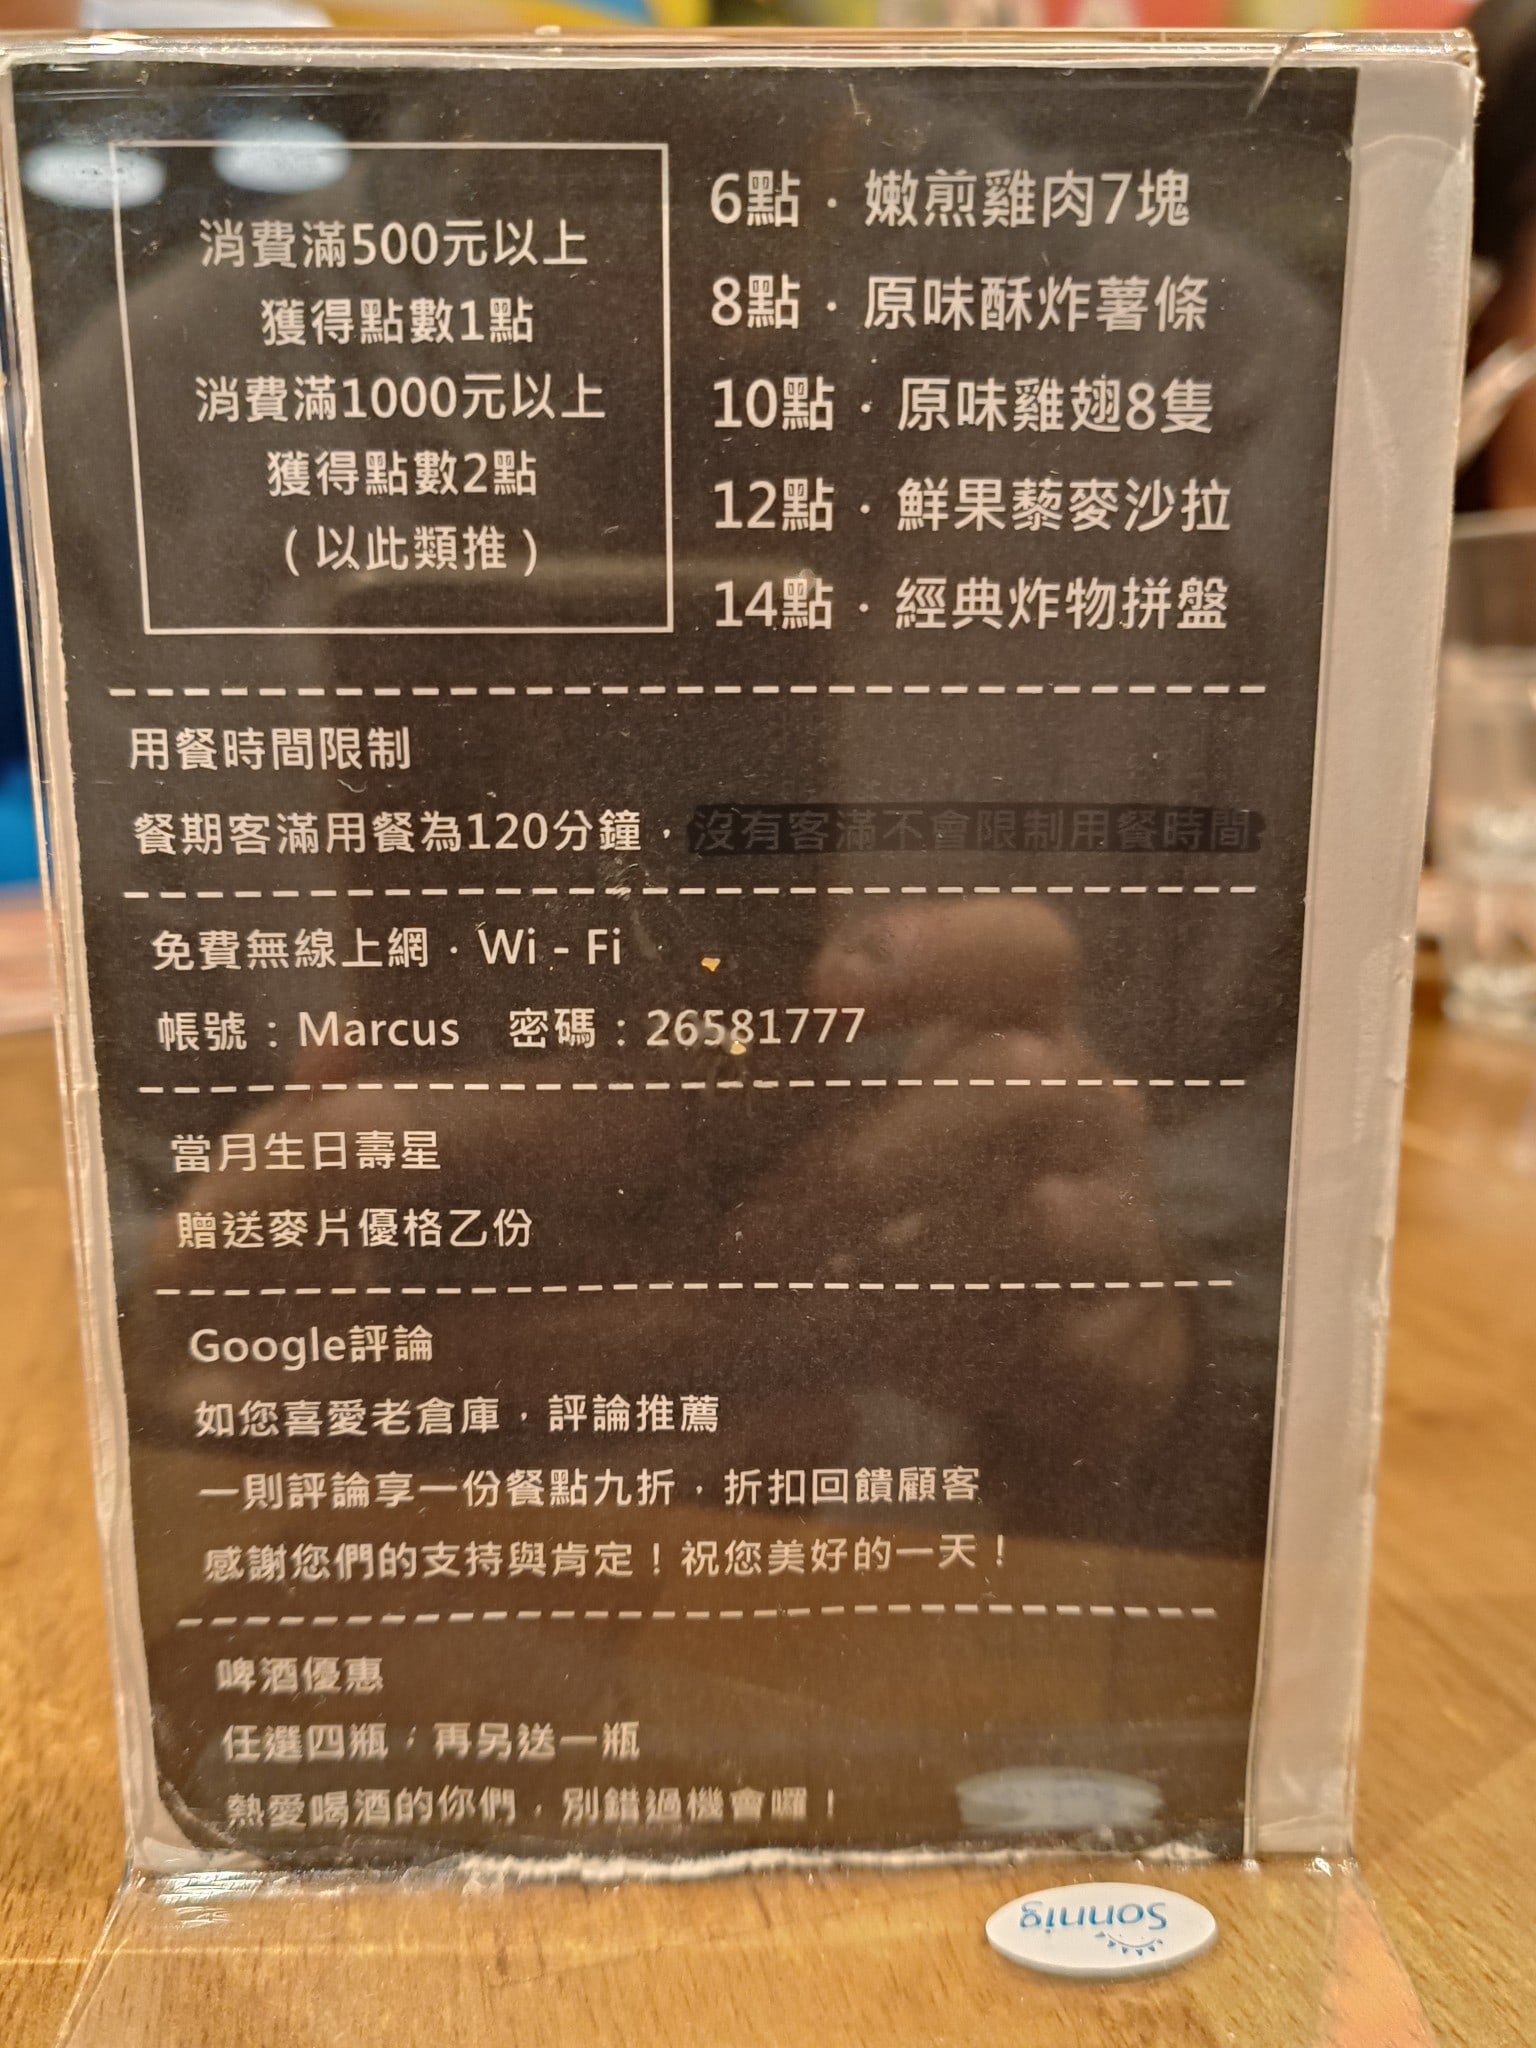 消費滿500元以上
獲得點數1點
消費滿1000元以上
獲得點數2點
(以此類推)
6點．嫩煎雞肉7塊
8點．原味酥炸薯條
10點．原味雞翅8隻
12點．鮮果藜麥沙拉
14點．經典炸物拼盤
用餐時間限制
餐期客滿用餐為120分鐘，沒有客滿不會限制用餐時間
免費無線上網．Wi - Fi
帳號：Marcus 密碼：26581777
當月生日壽星
贈送麥片優格乙份
Google評論
如您喜愛老倉庫，評論推薦
一則評論享一份餐點九折，折扣回饋顧客
感謝您們的支持與肯定！祝您美好的一天！
啤酒優惠
任選四瓶，再另送一瓶
熱愛喝酒的你們，別錯過機會囉！
Sonnig